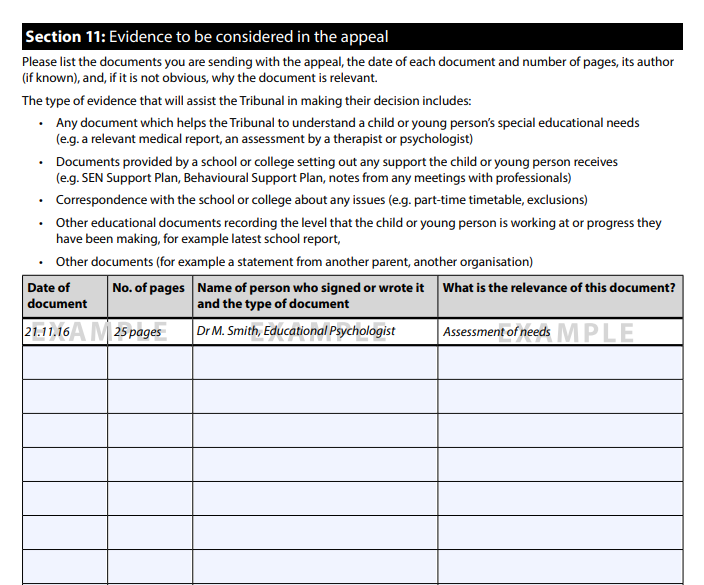 Section 11: Evidence to be considered in the appeal
Please list the documents you are sending with the appeal, the date of each document and number of pages, its author
(if known), and, if it is not obvious, why the document is relevant.
The type of evidence that will assist the Tribunal in making their decision includes:
• Any document which helps the Tribunal to understand a child or young person's special educational needs
(e.g. a relevant medical report, an assessment by a therapist or psychologist)
• Documents provided by a school or college setting out any support the child or young person receives
(e.g. SEN Support Plan, Behavioural Support Plan, notes from any meetings with professionals)
• Correspondence with the school or college about any issues (e.g. part-time timetable, exclusions)
• Other educational documents recording the level that the child or young person is working at or progress they
have been making, for example latest school report,
• Other documents (for example a statement from another parent, another organisation)
Date of document
No. of pages
Name of person who signed or wrote it
and the type of document
What is the relevance of this document?
EXAMPLE
21.11.16
25 pages
EXAMPLE
Dr M. Smith, Educational Psychologist
EXAMPLE
Assessment of needs